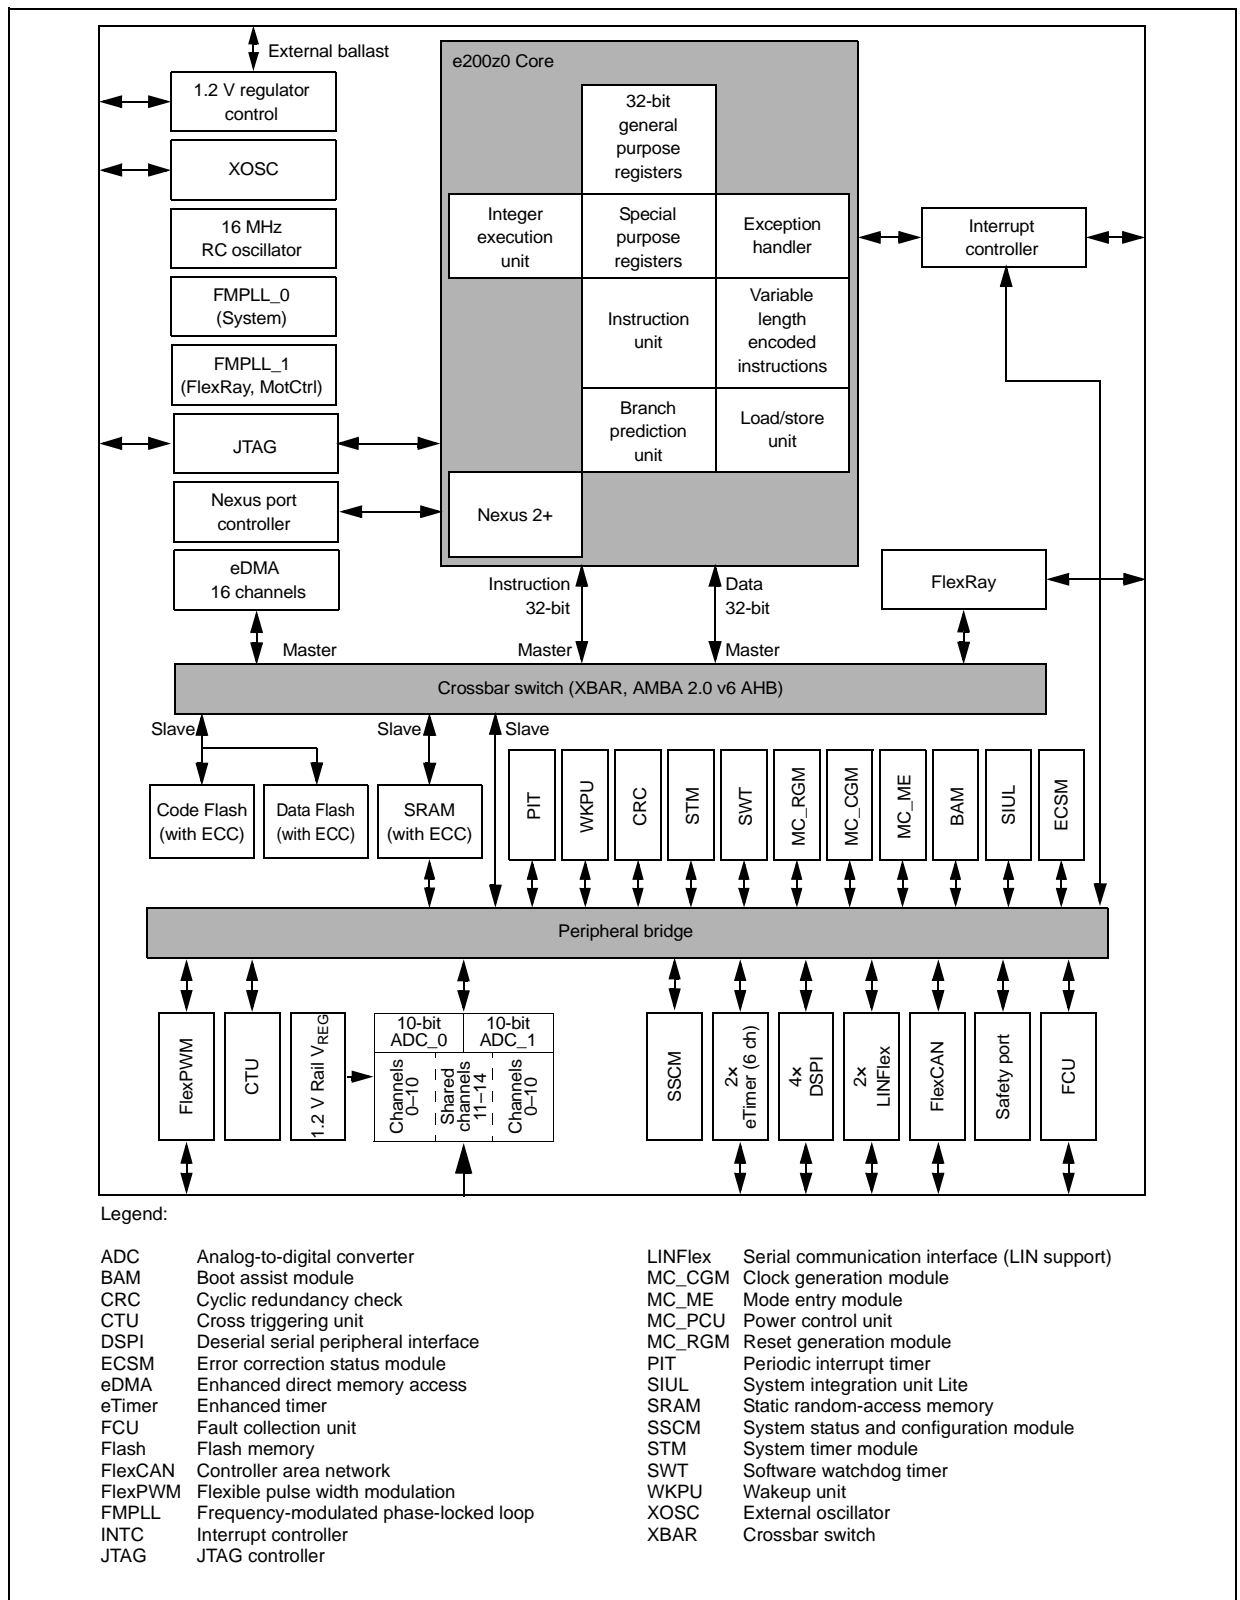 External ballast
1.2 V regulator
control
XOSC
16 MHz
RC oscillator
FMPLL_0
(System)
FMPLL_1
(FlexRay, MotCtrl)
JTAG
Nexus port
controller
eDMA
16 channels
Master
e200z0 Core
32-bit
general
purpose
registers
Integer
execution
unit
Special
purpose
registers
Exception
handler
Instruction
unit
Variable
length
encoded
instructions
Branch
prediction
unit
Load/store
unit
Nexus 2+
Instruction
32-bit
Master
Data
32-bit
Master
Interrupt
controller
FlexRay
Crossbar switch (XBAR, AMBA 2.0 v6 AHB)
Slave
Slave
Slave
Code Flash
(with ECC)
Data Flash
(with ECC)
SRAM
(with ECC)
PIT
WKPU
CRC
STM
SWT
MC_RGM
MC_CGM
MC_ME
BAM
SIUL
ECSM
Peripheral bridge
FlexPWM
CTU
1.2 V Rail VREG
10-bit
ADC_0
10-bit
ADC_1
Channels
0–10
Shared
channels
11–14
Channels
0–10
SSCM
2×
eTimer (6 ch)
4×
DSPI
2×
LINFlex
FlexCAN
Safety port
FCU
Legend:
ADC Analog-to-digital converter
BAM Boot assist module
CRC Cyclic redundancy check
CTU Cross triggering unit
DSPI Deserial serial peripheral interface
ECSM Error correction status module
eDMA Enhanced direct memory access
eTimer Enhanced timer
FCU Fault collection unit
Flash Flash memory
FlexCAN Controller area network
FlexPWM Flexible pulse width modulation
FMPLL Frequency-modulated phase-locked loop
INTC Interrupt controller
JTAG JTAG controller
LINFlex Serial communication interface (LIN support)
MC_CGM Clock generation module
MC_ME Mode entry module
MC_PCU Power control unit
MC_RGM Reset generation module
PIT Periodic interrupt timer
SIUL System integration unit Lite
SRAM Static random-access memory
SSCM System status and configuration module
STM System timer module
SWT Software watchdog timer
WKPU Wakeup unit
XOSC External oscillator
XBAR Crossbar switch